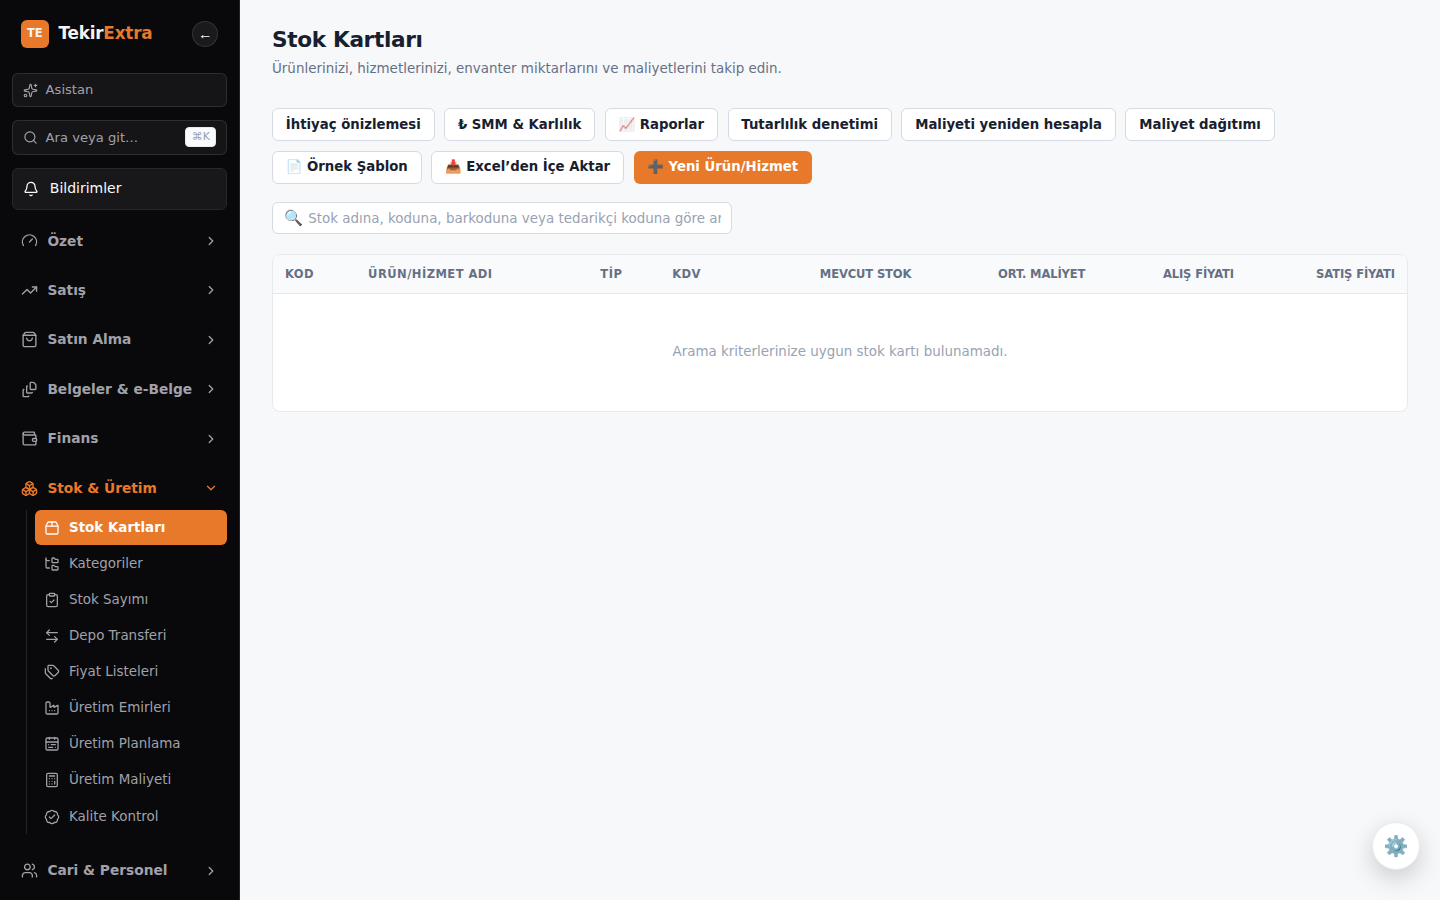 TE TekirExtra ←
Asistan
Ara veya git... ⌘K
Bildirimler
Özet
Satış
Satın Alma
Belgeler & e-Belge
Finans
Stok & Üretim
Stok Kartları
Kategoriler
Stok Sayımı
Depo Transferi
Fiyat Listeleri
Üretim Emirleri
Üretim Planlama
Üretim Maliyeti
Kalite Kontrol
Cari & Personel
Stok Kartları
Ürünlerinizi, hizmetlerinizi, envanter miktarlarını ve maliyetlerini takip edin.
İhtiyaç önizlemesi ₺ SMM & Karlılık 📈 Raporlar Tutarlılık denetimi Maliyeti yeniden hesapla Maliyet dağıtımı
📄 Örnek Şablon 📥 Excel’den İçe Aktar ➕ Yeni Ürün/Hizmet
🔍 Stok adına, koduna, barkoduna veya tedarikçi koduna göre ar
KOD ÜRÜN/HİZMET ADI TİP KDV MEVCUT STOK ORT. MALİYET ALIŞ FİYATI SATIŞ FİYATI
Arama kriterlerinize uygun stok kartı bulunamadı.